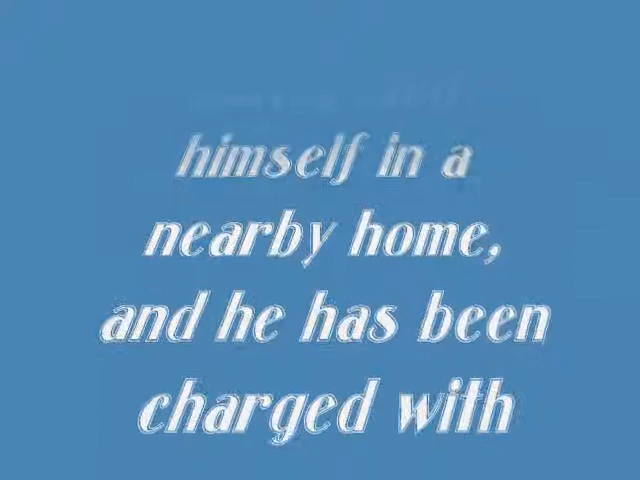 himself in a
nearby home,
and he has been
charged with